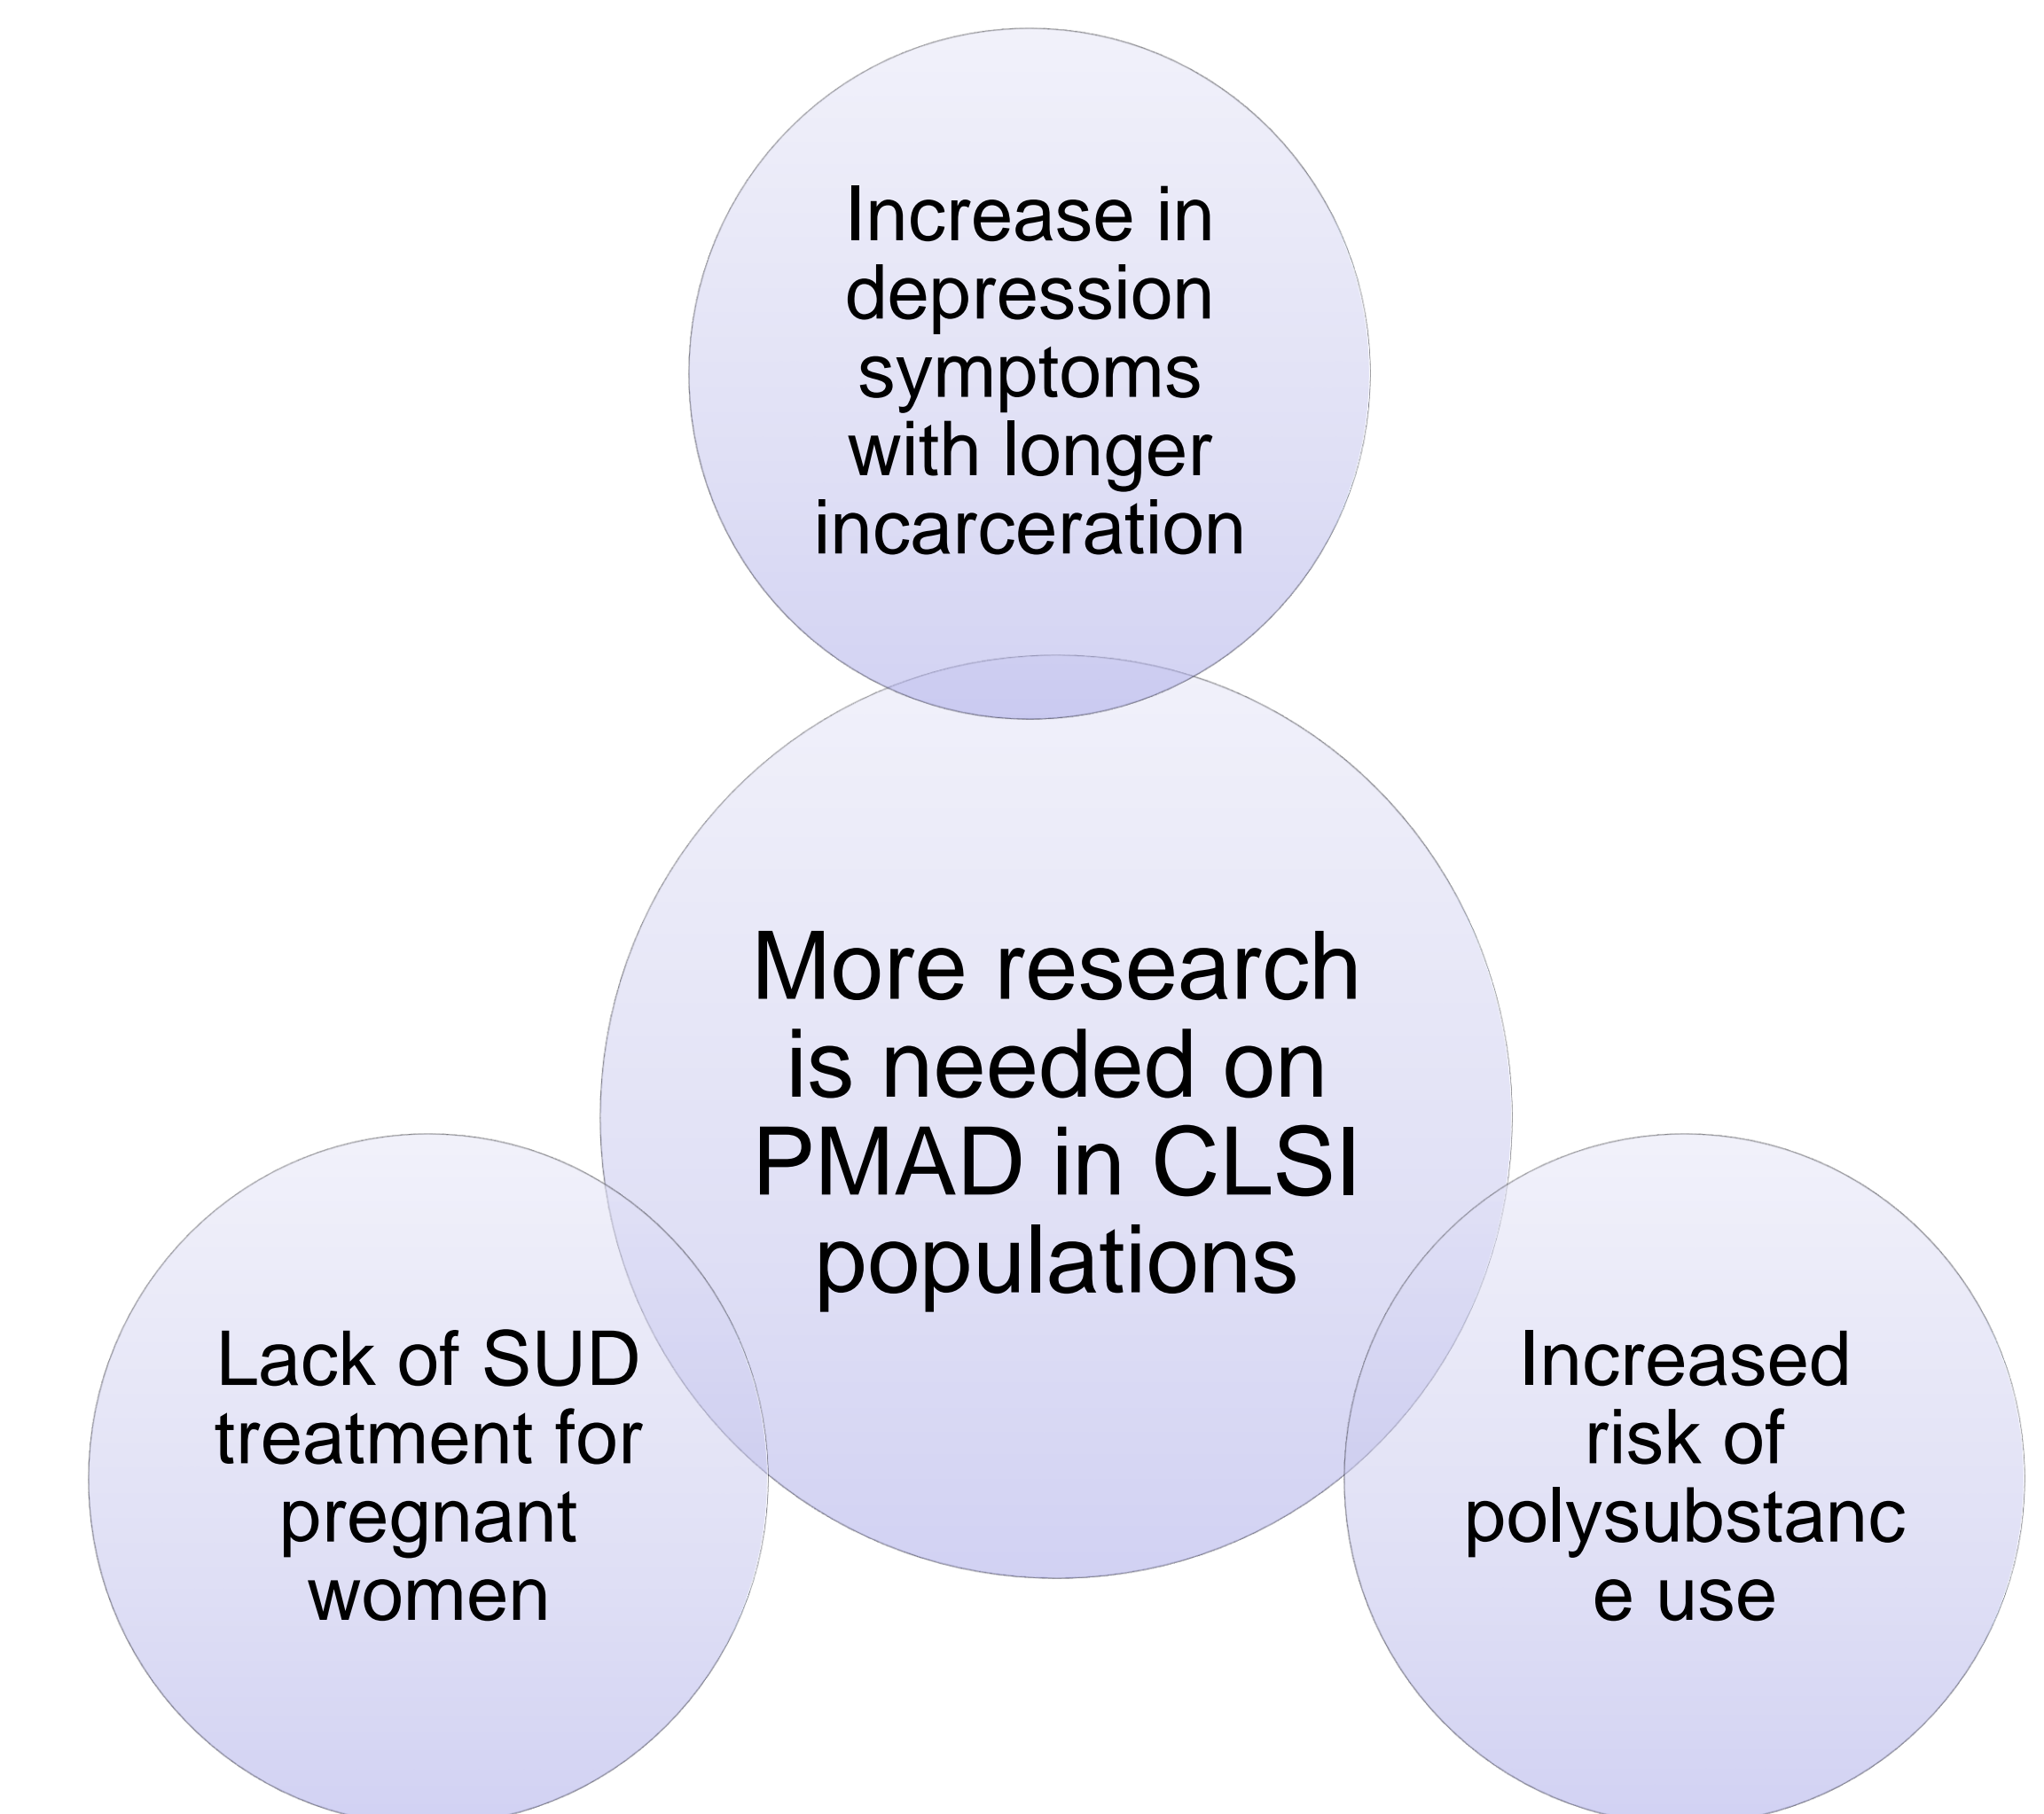 Increase in
depression
symptoms
with longer
incarceration
More research
is needed on
PMAD in CLSI
populations
Lack of SUD
treatment for
pregnant
women
Increased
risk of
polysubstanc
e use